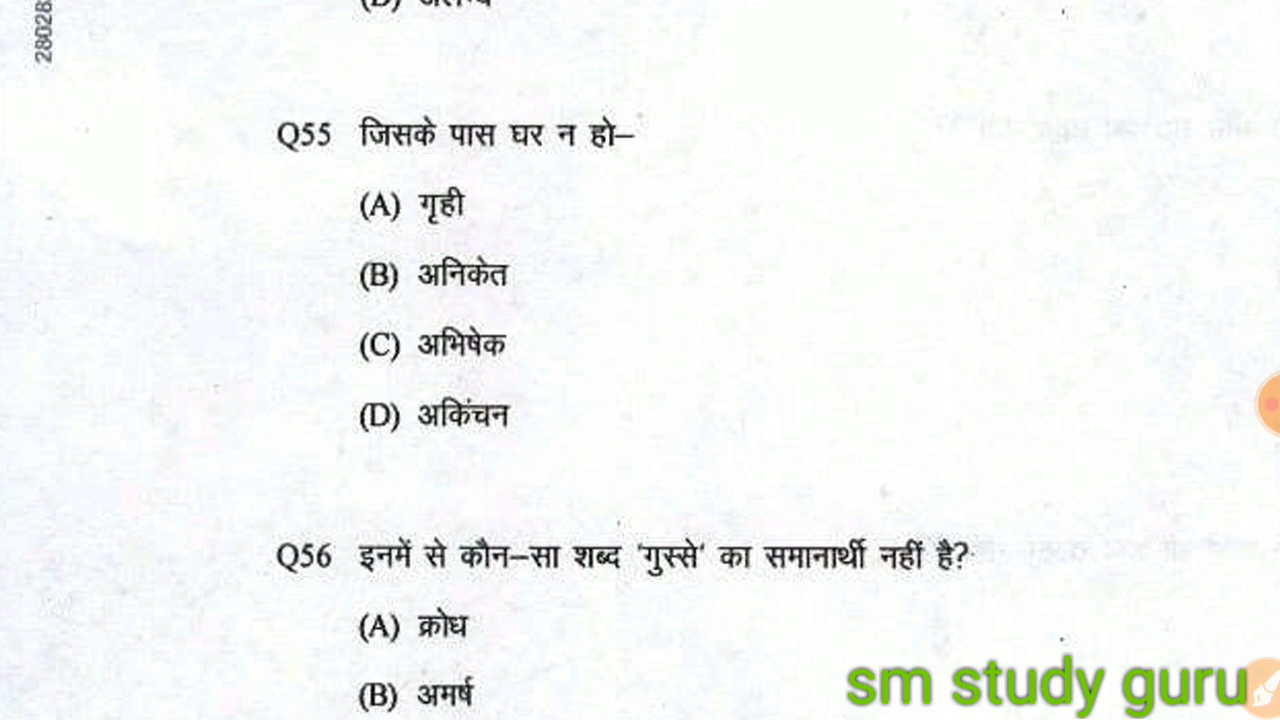 28028
Q55 जिसके पास घर न हो–
(A) गृही
(B) अनिकेत
(C) अभिषेक
(D) अकिंचन
Q56 इनमें से कौन–सा शब्द 'गुस्से' का समानार्थी नहीं है?
(A) क्रोध
(B) अमर्ष
sm study guru